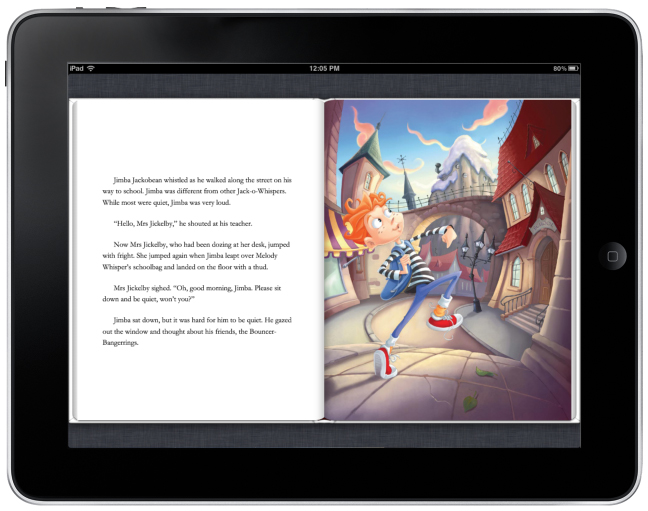 iPad
12:05 PM
80%
Jimba Jackobean whistled as he walked along the street on his
way to school. Jimba was different from other Jack-o-Whispers.
While most were quiet, Jimba was very loud.
“Hello, Mrs Jickelby,” he shouted at his teacher.
Now Mrs Jickelby, who had been dozing at her desk, jumped
with fright. She jumped again when Jimba leapt over Melody
Whisper’s schoolbag and landed on the floor with a thud.
Mrs Jickelby sighed. “Oh, good morning, Jimba. Please sit
down and be quiet, won’t you?”
Jimba sat down, but it was hard for him to be quiet. He gazed
out the window and thought about his friends, the Bouncer-
Bangerrings.